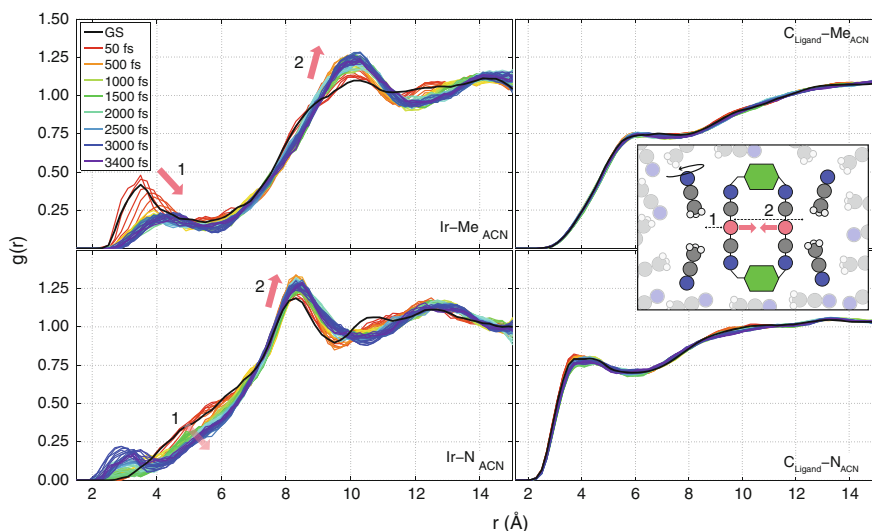 1.50
1.25
1.00
0.75
0.50
0.25
0.00
1.25
1.00
0.75
0.50
0.25
0.00
g(r)
GS
50 fs
500 fs
1000 fs
1500 fs
2000 fs
2500 fs
3000 fs
3400 fs
1
2
Ir–Me ACN
C Ligand–Me ACN
1
2
1
2
Ir–N ACN
C Ligand–N ACN
2 4 6 8 10 12 14
2 4 6 8 10 12 14
r (Å)